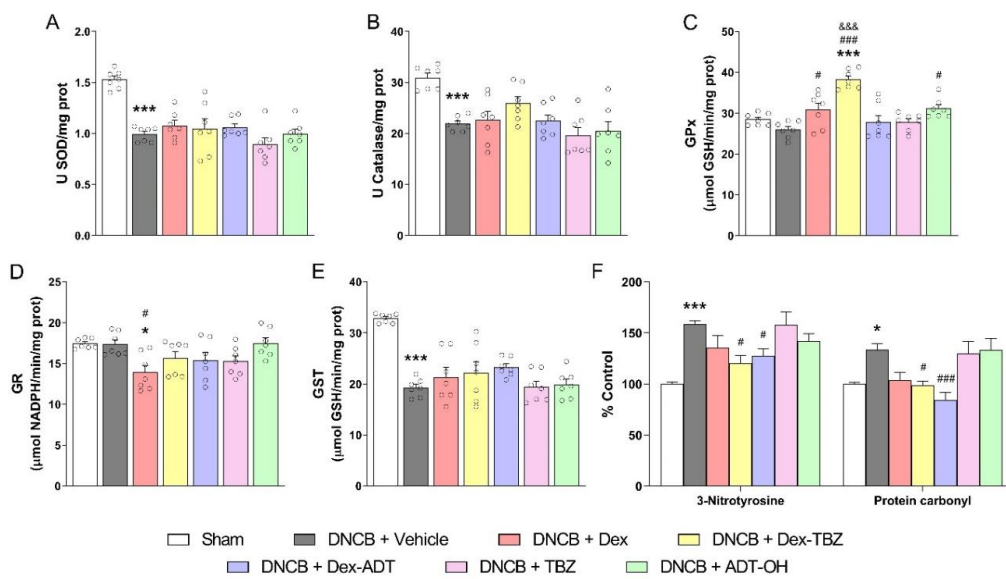 A
U SOD/mg prot
2.0
1.5
1.0
0.5
***
B
U Catalase/mg prot
40
30
20
10
0
***
C
GPx
(μmol GSH/min/mg prot)
50
40
30
20
10
0
#
&&&
###
***
#
D
GR
(μmol NADPH/min/mg prot)
25
20
15
10
5
0
#
*
E
GST
(μmol GSH/min/mg prot)
40
30
20
10
0
***
F
% Control
200
150
100
50
0
***
#
#
*
#
###
3-Nitrotyrosine
Protein carbonyl
Sham
DNCB + Vehicle
DNCB + Dex
DNCB + Dex-TBZ
DNCB + Dex-ADT
DNCB + TBZ
DNCB + ADT-OH